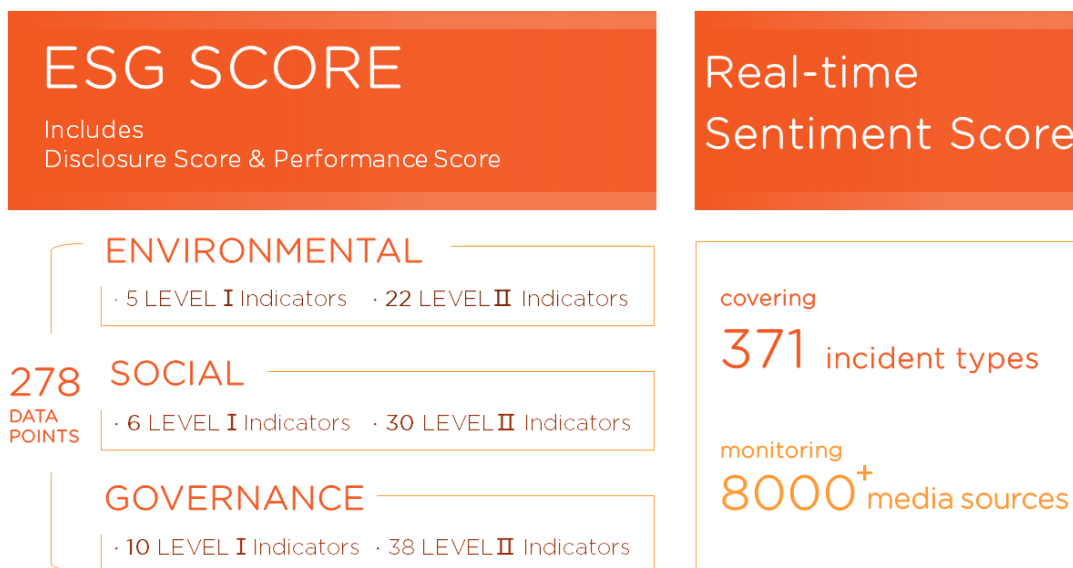 ESG SCORE
Includes
Disclosure Score & Performance Score
ENVIRONMENTAL
· 5 LEVEL I Indicators · 22 LEVEL II Indicators
278
DATA
POINTS
SOCIAL
· 6 LEVEL I Indicators · 30 LEVEL II Indicators
GOVERNANCE
· 10 LEVEL I Indicators · 38 LEVEL II Indicators
Real-time
Sentiment Score
covering
371 incident types
monitoring
8000+ media sources